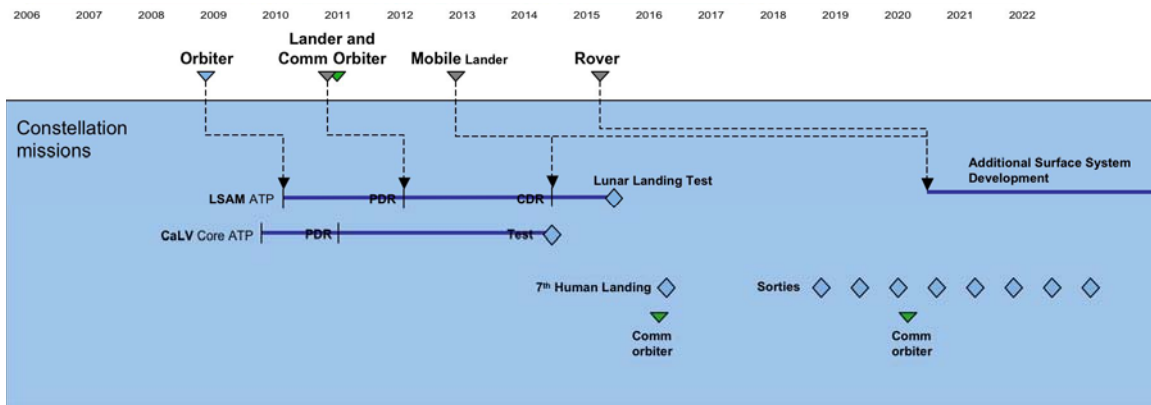 2006 2007 2008 2009 2010 2011 2012 2013 2014 2015 2016 2017 2018 2019 2020 2021 2022
Orbiter
Lander and
Comm Orbiter
Mobile Lander
Rover
Constellation
missions
Additional Surface System
Development
Lunar Landing Test
LSAM ATP PDR CDR
CaLV Core ATP PDR Test
7th Human Landing
Sorties
Comm
orbiter
Comm
orbiter